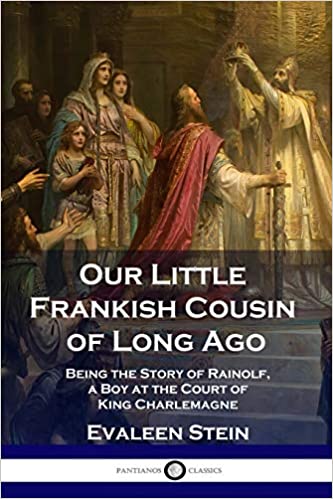 Our Little
Frankish Cousin
of Long Ago
Being the Story of Rainolf,
a Boy at the Court of
King Charlemagne
Evaleen Stein
PANTIANOS CLASSICS